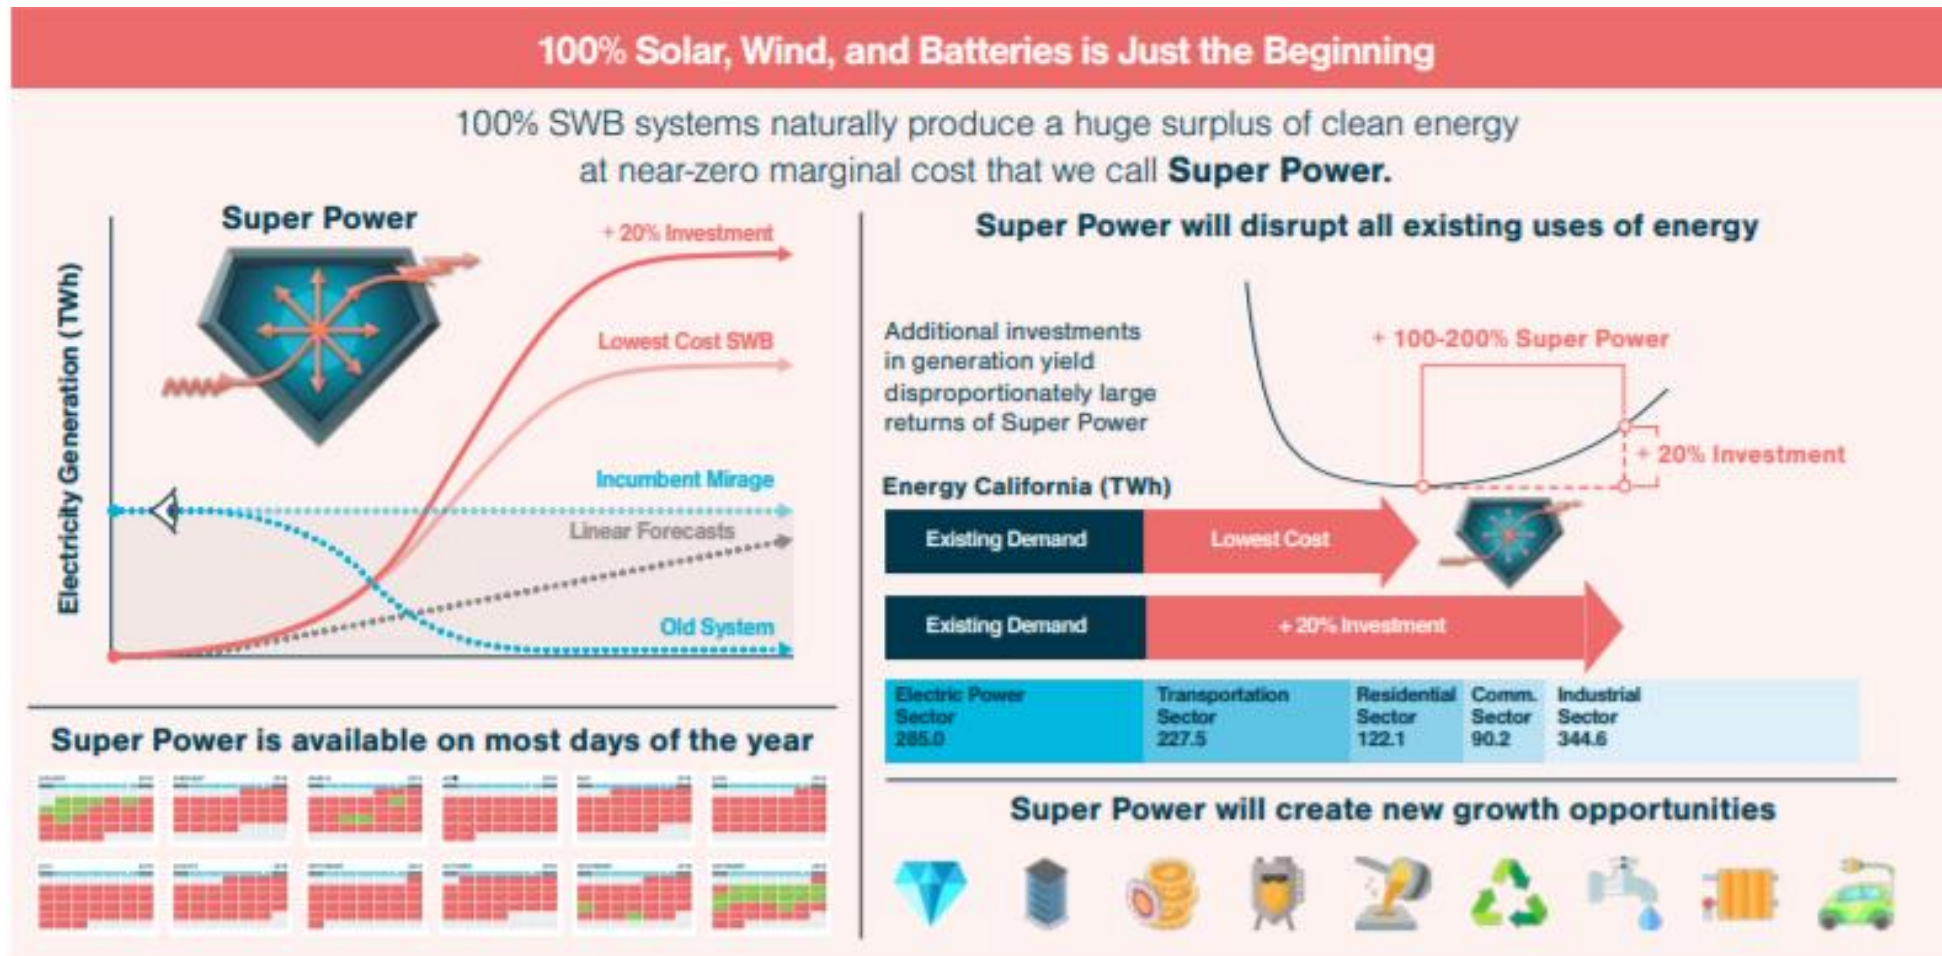 100% Solar, Wind, and Batteries is Just the Beginning
100% SWB systems naturally produce a huge surplus of clean energy
at near-zero marginal cost that we call Super Power.
Super Power
Electricity Generation (TWh)
+ 20% Investment
Lowest Cost SWB
Incumbent Mirage
Linear Forecasts
Old System
Super Power is available on most days of the year
Super Power will disrupt all existing uses of energy
Additional investments
in generation yield
disproportionately large
returns of Super Power
+ 100-200% Super Power
+ 20% Investment
Energy California (TWh)
Existing Demand
Lowest Cost
Existing Demand
+ 20% Investment
Electric Power
Sector
285.0
Transportation
Sector
227.5
Residential
Sector
122.1
Comm.
Sector
90.2
Industrial
Sector
344.6
Super Power will create new growth opportunities